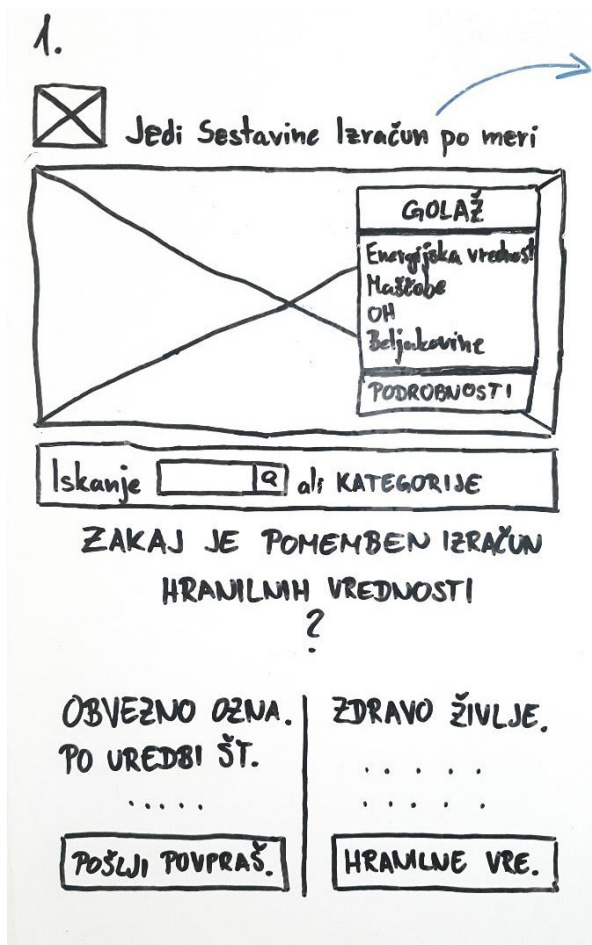 1.
Jedi Sestavine Izračun po meri
GOLAŽ
Energijska vrednost
Maščobe
OH
Beljakovine
PODROBNOSTI
Iskanje ali KATEGORIJE
ZAKAJ JE POMEMBEN IZRAČUN
HRANILNIH VREDNOSTI
?
OBVEZNO OZNA.
PO UREDBI ŠT.
.....
POŠLJI POVPRAŠ.
ZDRAVO ŽIVLJE.
.....
.....
HRANILNE VRE.